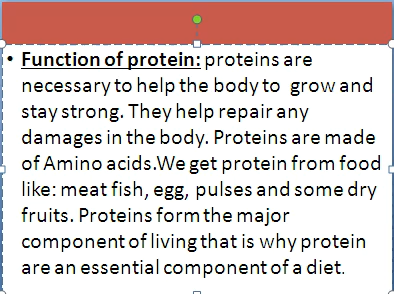 • Function of protein: proteins are
necessary to help the body to  grow and
stay strong. They help repair any
damages in the body. Proteins are made
of Amino acids.We get protein from food
like: meat fish, egg, pulses and some dry
fruits. Proteins form the major
component of living that is why protein
are an essential component of a diet.